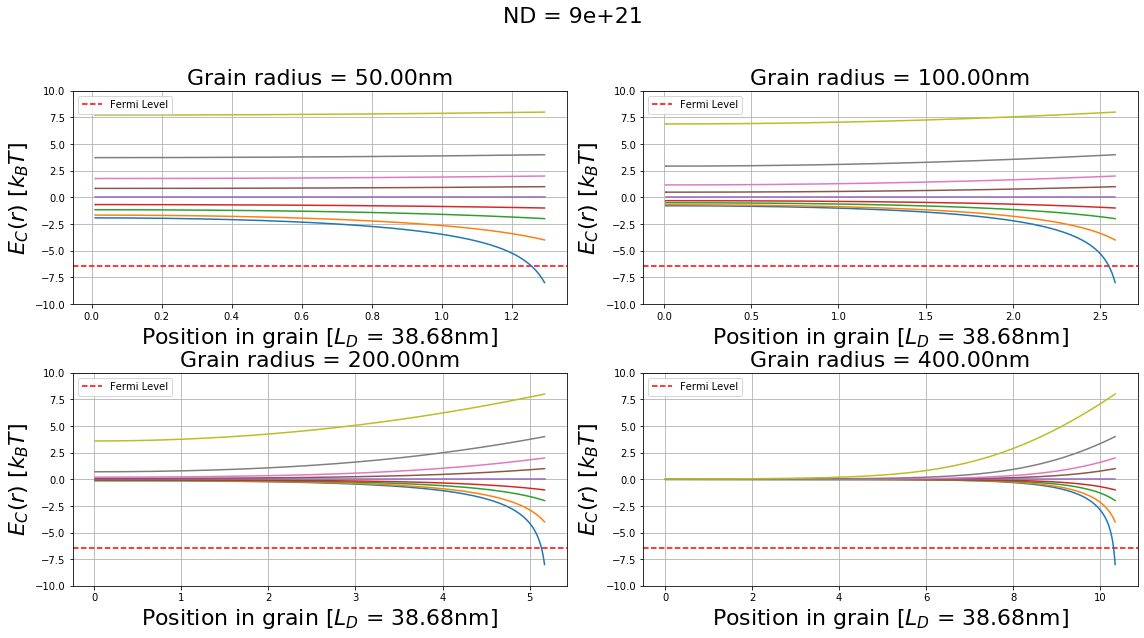 ND = 9e+21
Grain radius = 50.00nm
Fermi Level
E_C(r) [k_BT]
10.0
7.5
5.0
2.5
0.0
−2.5
−5.0
−7.5
−10.0
0.0 0.2 0.4 0.6 0.8 1.0 1.2
Position in grain [L_D = 38.68nm]
Grain radius = 100.00nm
Fermi Level
E_C(r) [k_BT]
10.0
7.5
5.0
2.5
0.0
−2.5
−5.0
−7.5
−10.0
0.0 0.5 1.0 1.5 2.0 2.5
Position in grain [L_D = 38.68nm]
Grain radius = 200.00nm
Fermi Level
E_C(r) [k_BT]
10.0
7.5
5.0
2.5
0.0
−2.5
−5.0
−7.5
−10.0
0 1 2 3 4 5
Position in grain [L_D = 38.68nm]
Grain radius = 400.00nm
Fermi Level
E_C(r) [k_BT]
10.0
7.5
5.0
2.5
0.0
−2.5
−5.0
−7.5
−10.0
0 2 4 6 8 10
Position in grain [L_D = 38.68nm]